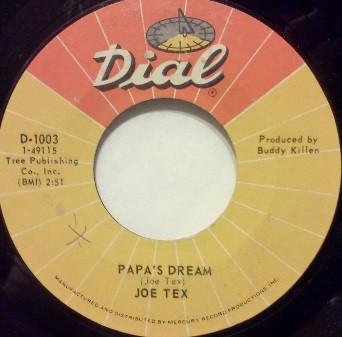 Dial
D-1003
1-49115
Tree Publishing
Co., Inc.
(BMI) 2:51
Produced by
Buddy Killen
PAPA'S DREAM
(Joe Tex)
JOE TEX
MANUFACTURED AND DISTRIBUTED BY MERCURY RECORD PRODUCTIONS, INC.